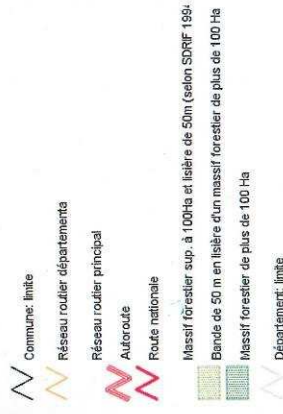 Commune: limite
Réseau routier départementa
Réseau routier principal
Autoroute
Route nationale
Massif forestier sup. à 100Ha et lisière de 50m (selon SDRIF 1994
Bande de 50 m en lisière d'un massif forestier de plus de 100 Ha
Massif forestier de plus de 100 Ha
Département: limite